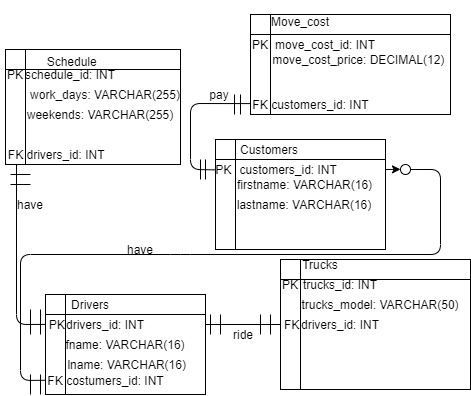 Move_cost
PK move_cost_id: INT
move_cost_price: DECIMAL(12)
FK customers_id: INT
Schedule
PK schedule_id: INT
work_days: VARCHAR(255)
weekends: VARCHAR(255)
FK drivers_id: INT
pay
Customers
PK customers_id: INT
firstname: VARCHAR(16)
lastname: VARCHAR(16)
have
have
Trucks
PK trucks_id: INT
trucks_model: VARCHAR(50)
FK drivers_id: INT
Drivers
PK drivers_id: INT
fname: VARCHAR(16)
lname: VARCHAR(16)
FK costumers_id: INT
ride